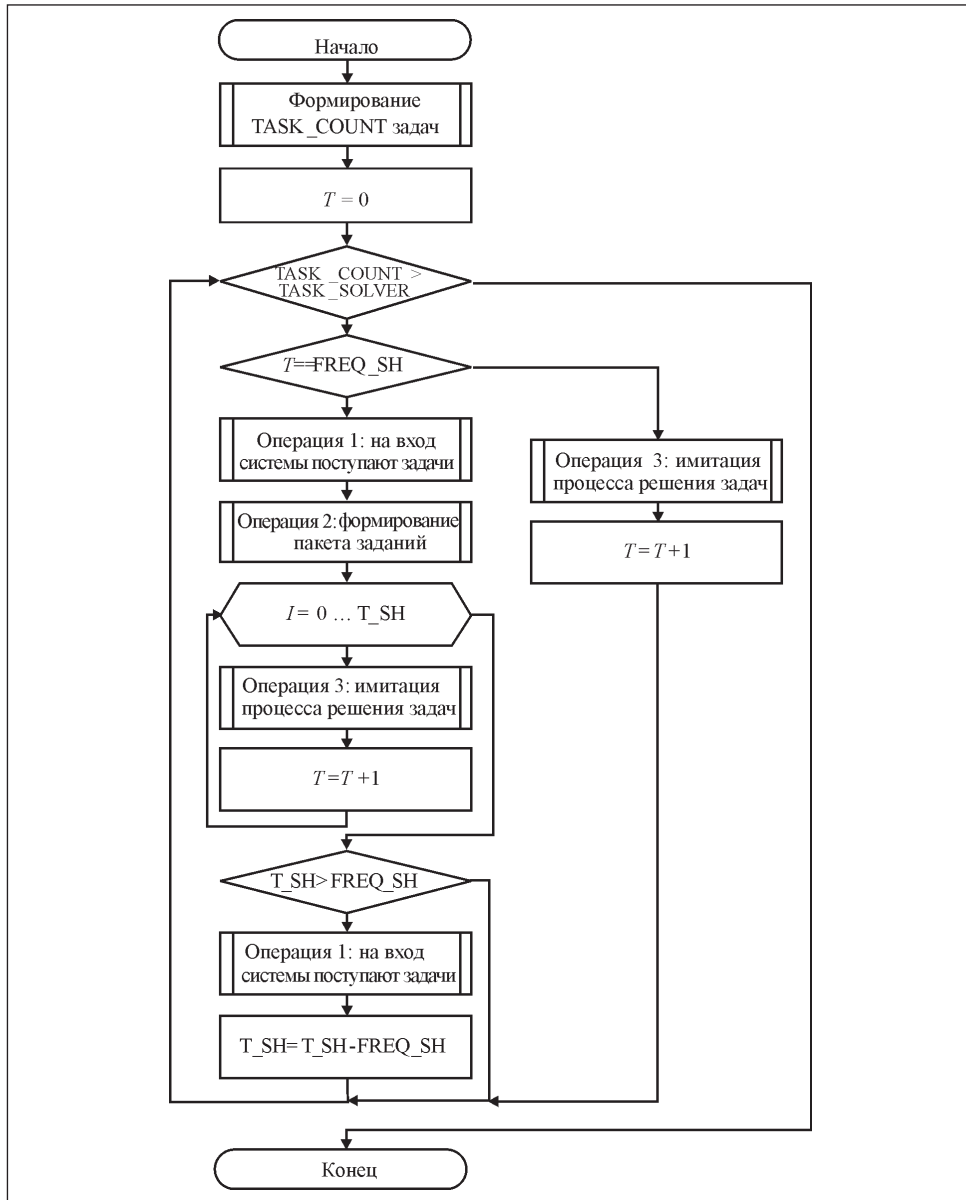 Начало
Формирование
TASK_COUNT задач
T = 0
TASK_COUNT >
TASK_SOLVER
T==FREQ_SH
Операция 1: на вход
системы поступают задачи
Операция 2: формирование
пакета заданий
I = 0 ... T_SH
Операция 3: имитация
процесса решения задач
T=T+1
Операция 3: имитация
процесса решения задач
T=T+1
T_SH>FREQ_SH
Операция 1: на вход
системы поступают задачи
T_SH=T_SH-FREQ_SH
Конец